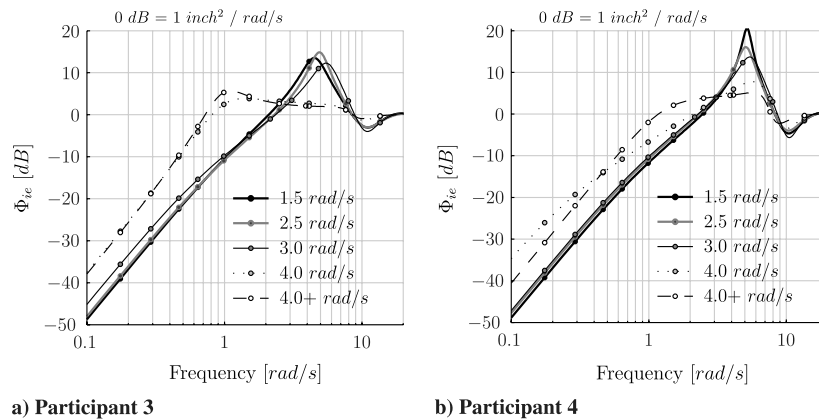 0 dB = 1 inch² / rad/s
20
10
0
−10
−20
−30
−40
−50
Φie [dB]
1.5 rad/s
2.5 rad/s
3.0 rad/s
4.0 rad/s
4.0+ rad/s
0.1
1
10
Frequency [rad/s]
a) Participant 3
0 dB = 1 inch² / rad/s
20
10
0
−10
−20
−30
−40
−50
Φie [dB]
1.5 rad/s
2.5 rad/s
3.0 rad/s
4.0 rad/s
4.0+ rad/s
0.1
1
10
Frequency [rad/s]
b) Participant 4